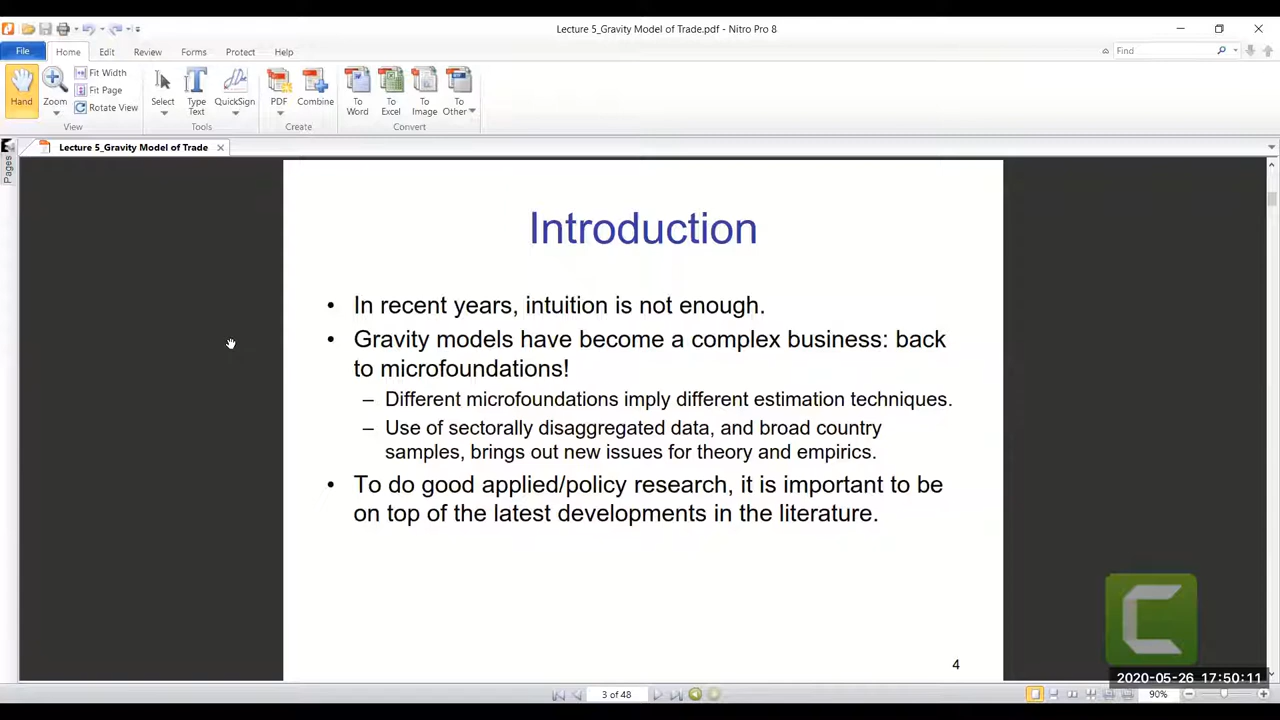 Lecture 5_Gravity Model of Trade.pdf - Nitro Pro 8
File Home Edit Review Forms Protect Help Find
Hand Zoom Fit Width Fit Page Rotate View View
Select Type Text QuickSign Tools
PDF Combine Create
To Word To Excel To Image To Other Convert
Lecture 5_Gravity Model of Trade
Pages
Introduction
• In recent years, intuition is not enough.
• Gravity models have become a complex business: back
to microfoundations!
– Different microfoundations imply different estimation techniques.
– Use of sectorally disaggregated data, and broad country
samples, brings out new issues for theory and empirics.
• To do good applied/policy research, it is important to be
on top of the latest developments in the literature.
4
2020-05-26 17:50:11
3 of 48
90%